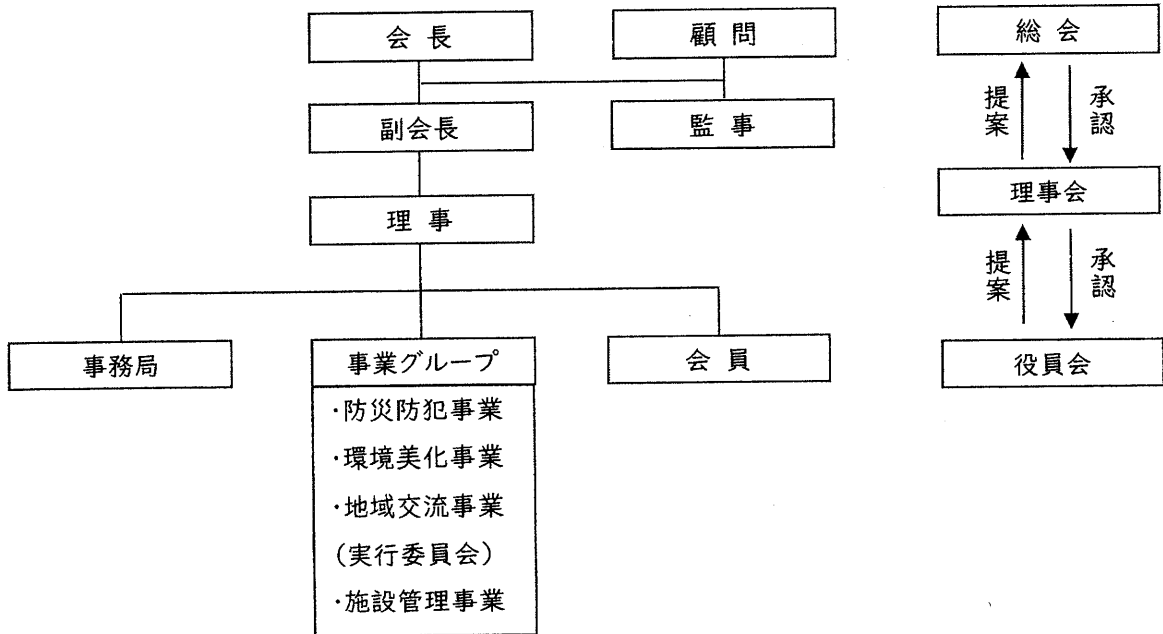 会長
顧問
副会長
監事
理事
事務局
事業グループ
・防災防犯事業
・環境美化事業
・地域交流事業
(実行委員会)
・施設管理事業
会員
総会
提案
承認
理事会
提案
承認
役員会